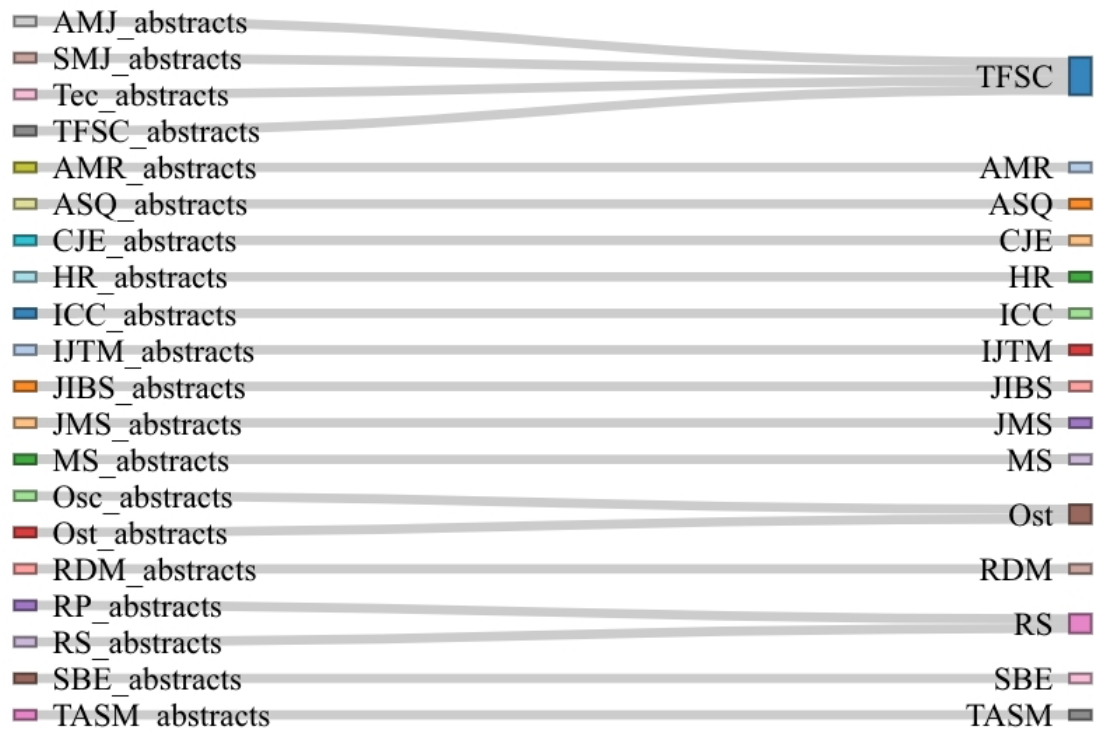 AMJ_abstracts
SMJ_abstracts
TFSC
Tec_abstracts
TFSC_abstracts
AMR_abstracts AMR
ASQ_abstracts ASQ
CJE_abstracts CJE
HR_abstracts HR
ICC_abstracts ICC
IJTM_abstracts IJTM
JIBS_abstracts JIBS
JMS_abstracts JMS
MS_abstracts MS
Osc_abstracts
Ost
Ost_abstracts
RDM_abstracts RDM
RP_abstracts
RS
RS_abstracts
SBE_abstracts SBE
TASM_abstracts TASM